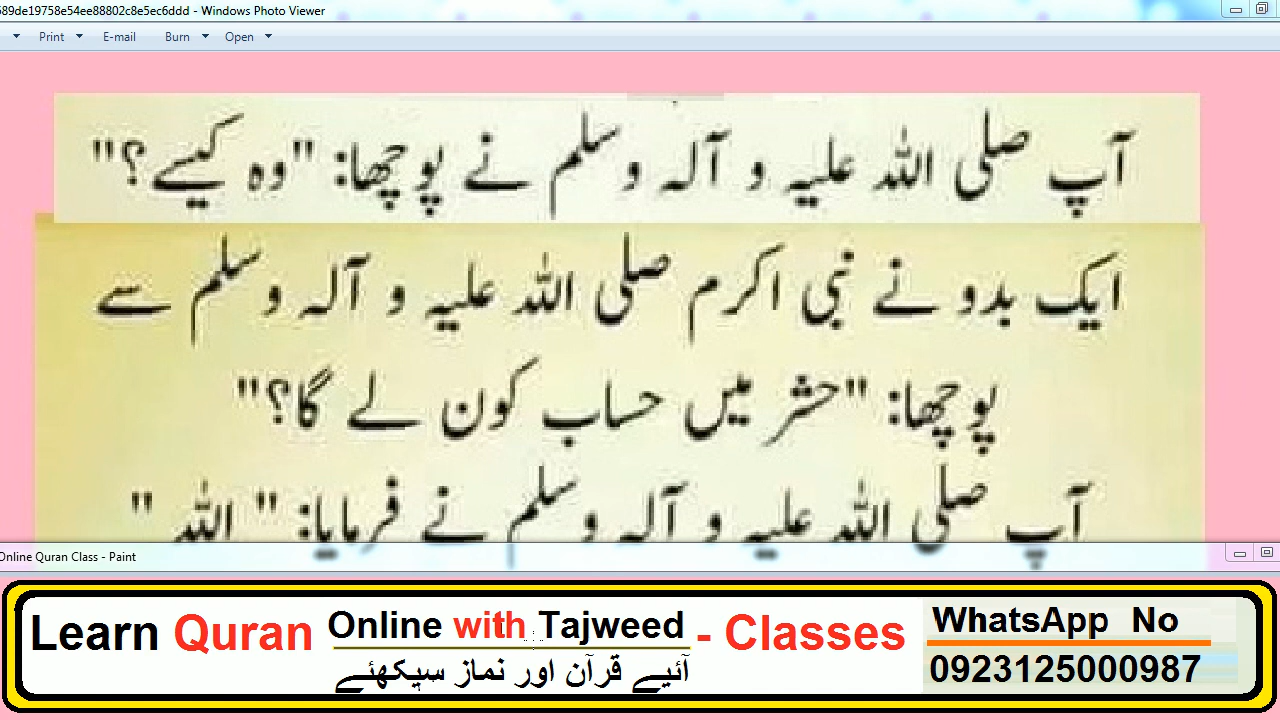 589de19758e54ee88802c8e5ec6ddd - Windows Photo Viewer
Print E-mail Burn Open
آپ صلی اللہ علیہ و آلہ وسلم نے پوچھا: "وہ کیسے؟"
ایک بدو نے نبی اکرم صلی اللہ علیہ و آلہ وسلم سے
پوچھا: "حشر میں حساب کون لے گا؟"
آپ صلی اللہ علیہ و آلہ وسلم نے فرمایا: " اللہ "
Online Quran Class - Paint
Learn Quran Online with Tajweed - Classes
آئیے قرآن اور نماز سیکھئے
WhatsApp No
0923125000987